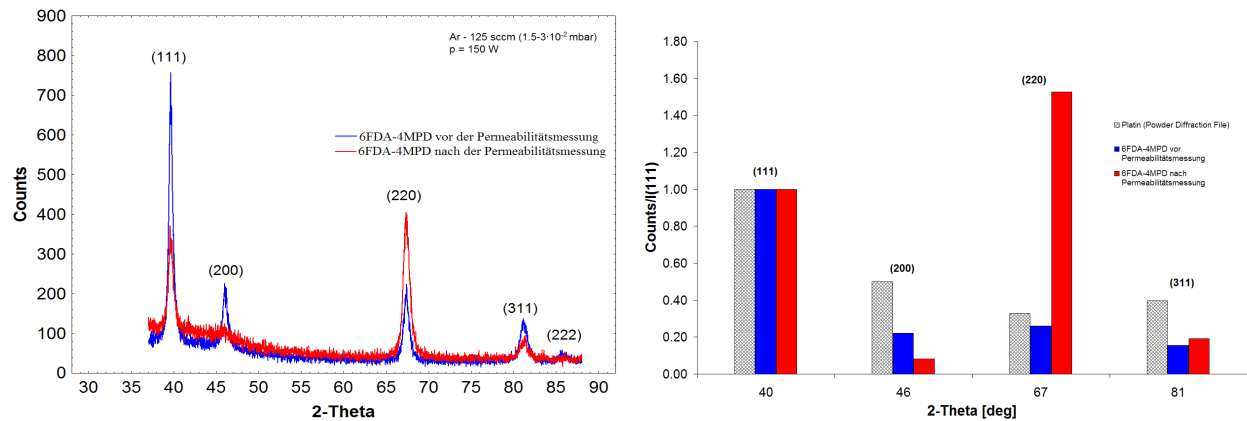 900
800
700
600
500
400
300
200
100
0
Counts
Ar - 125 sccm (1.5-3·10⁻² mbar)
p = 150 W
(111)
6FDA-4MPD vor der Permeabilitätsmessung
6FDA-4MPD nach der Permeabilitätsmessung
(220)
(200)
(311)
(222)
30 35 40 45 50 55 60 65 70 75 80 85 90
2-Theta
1.80
1.60
1.40
1.20
1.00
0.80
0.60
0.40
0.20
0.00
Counts/I(111)
(220)
(111)
(200)
(311)
Platin (Powder Diffraction File)
6FDA-4MPD vor
Permeabilitätsmessung
6FDA-4MPD nach
Permeabilitätsmessung
40 46 67 81
2-Theta [deg]